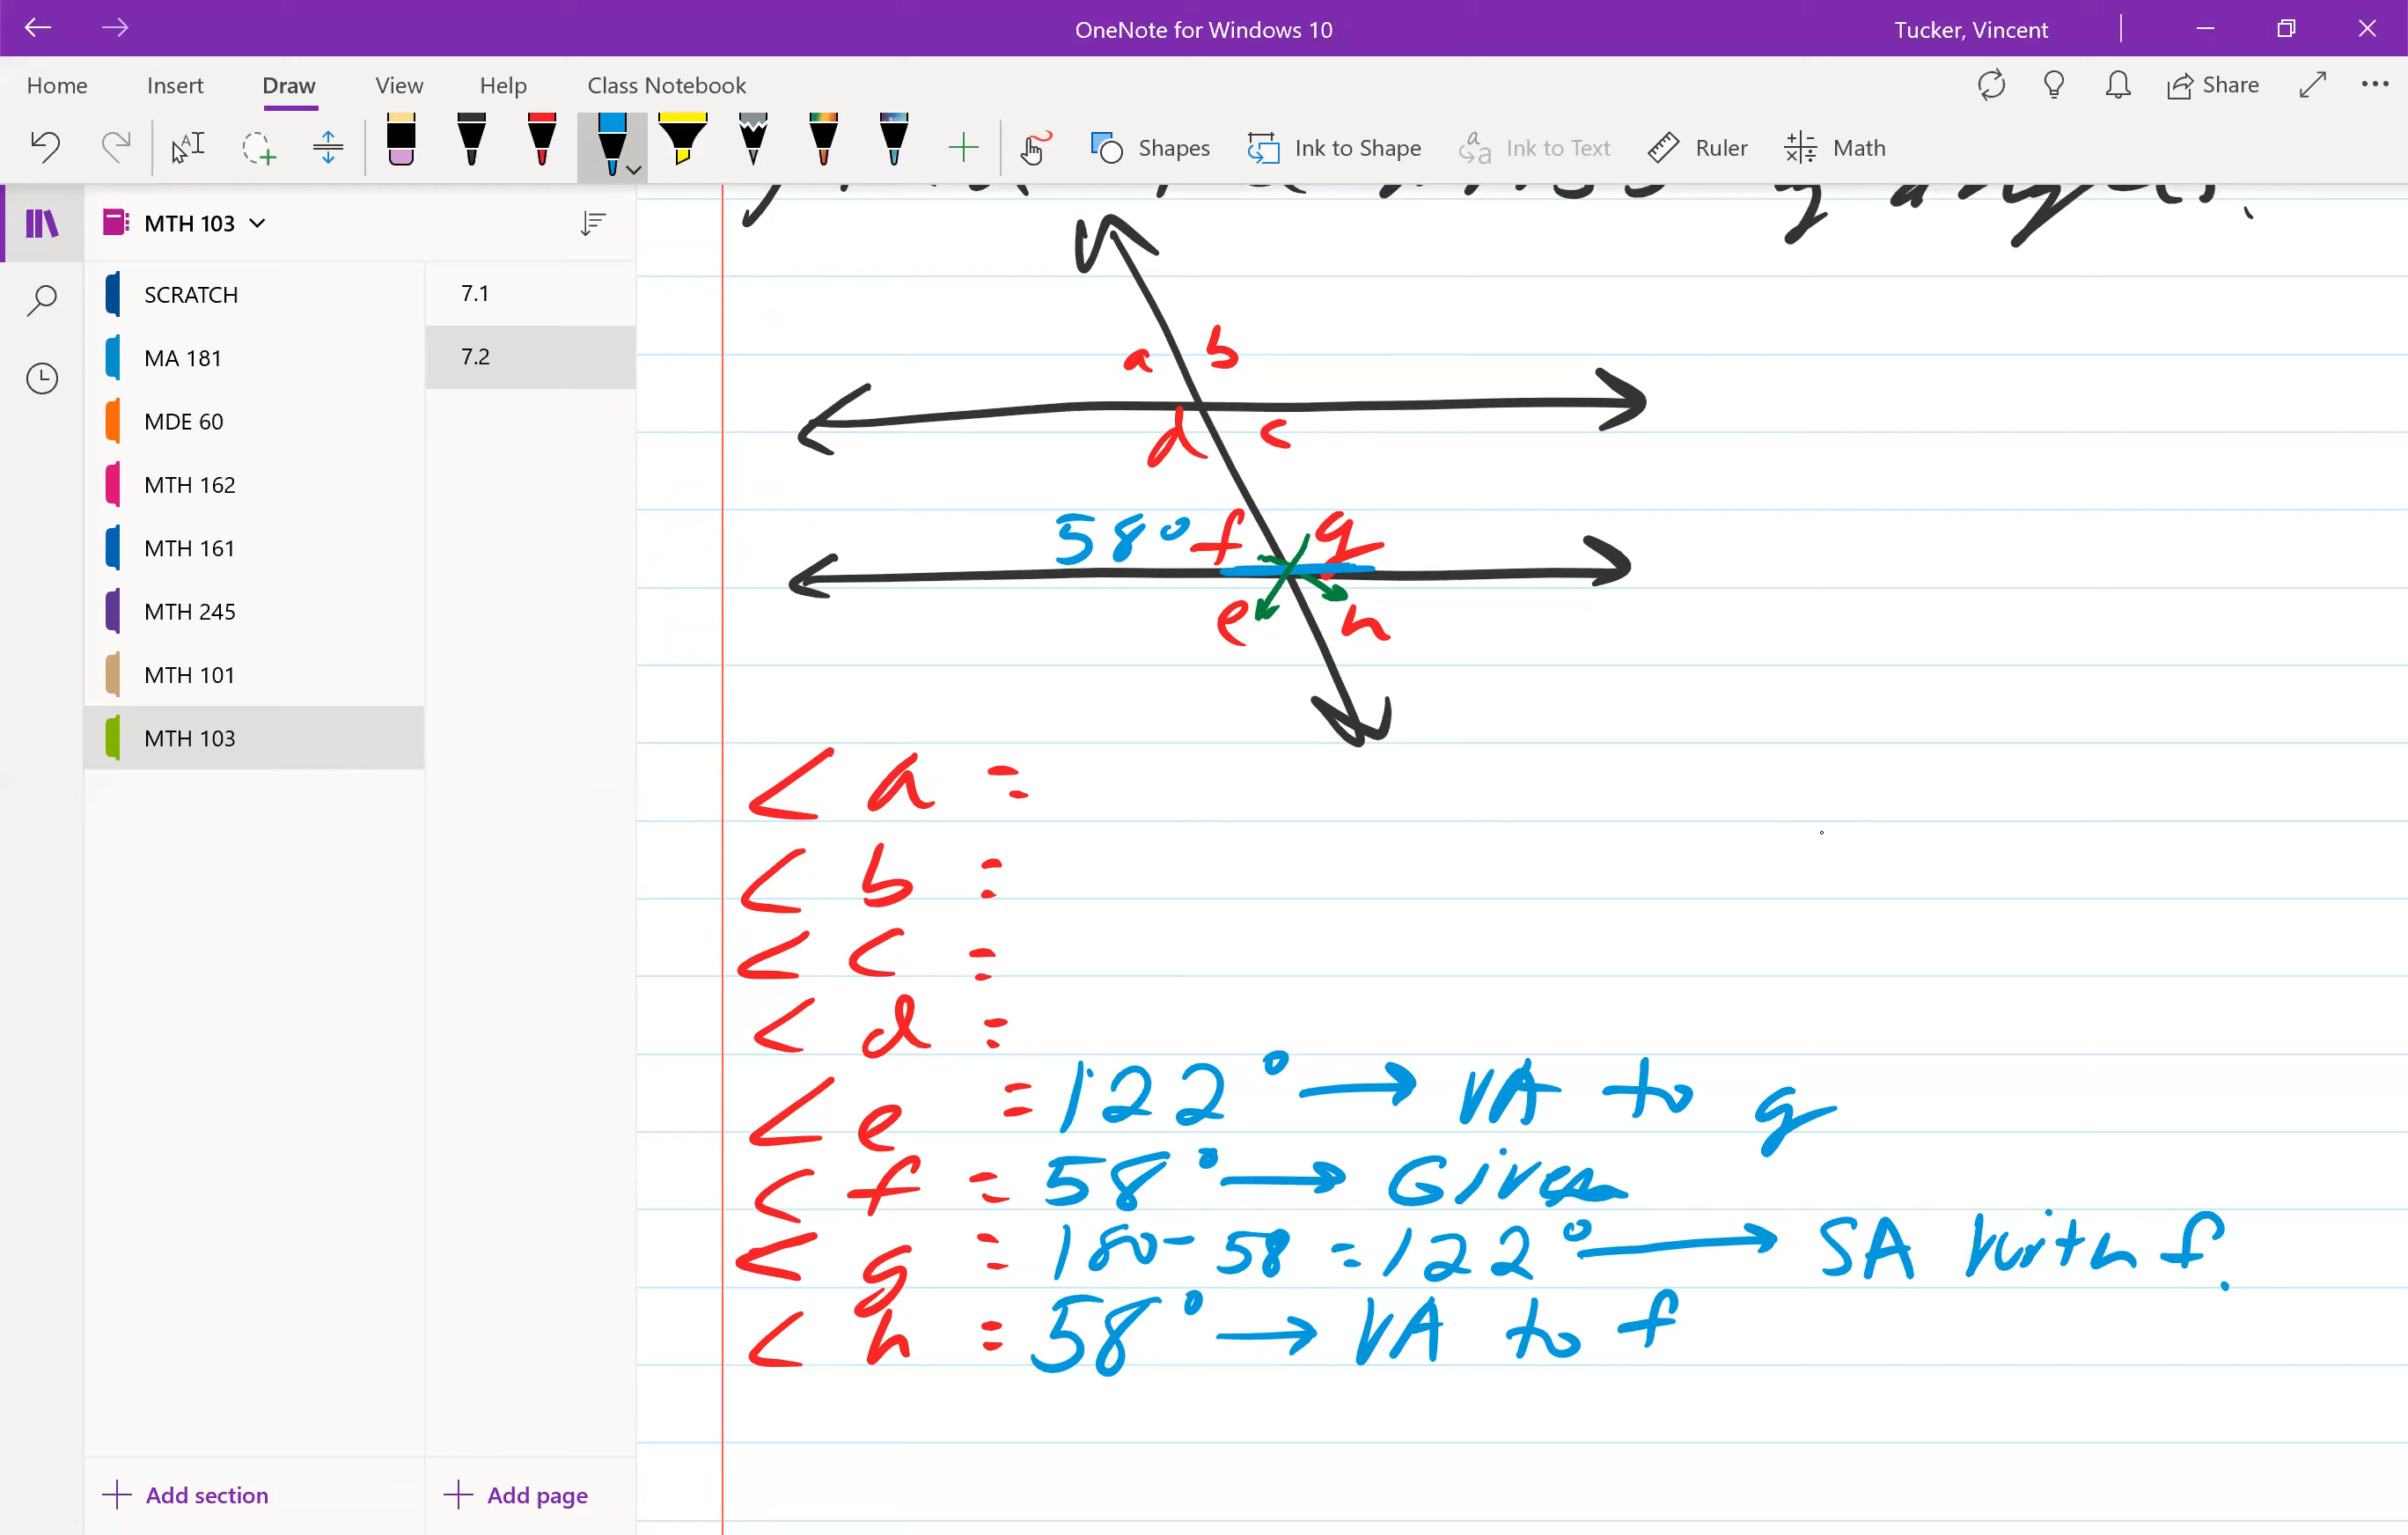 OneNote for Windows 10
Tucker, Vincent
Home Insert Draw View Help Class Notebook
Share
Shapes Ink to Shape Ink to Text Ruler Math
MTH 103
SCRATCH
MA 181
MDE 60
MTH 162
MTH 161
MTH 245
MTH 101
MTH 103
7.1
7.2
Add section
Add page
angles.
a b
d c
58° f g
e h
< a =
< b =
< c =
< d =
< e = 122° → VA to g
< f = 58° → Given
< g = 180 - 58 = 122° → SA with f.
< h = 58° → VA to f